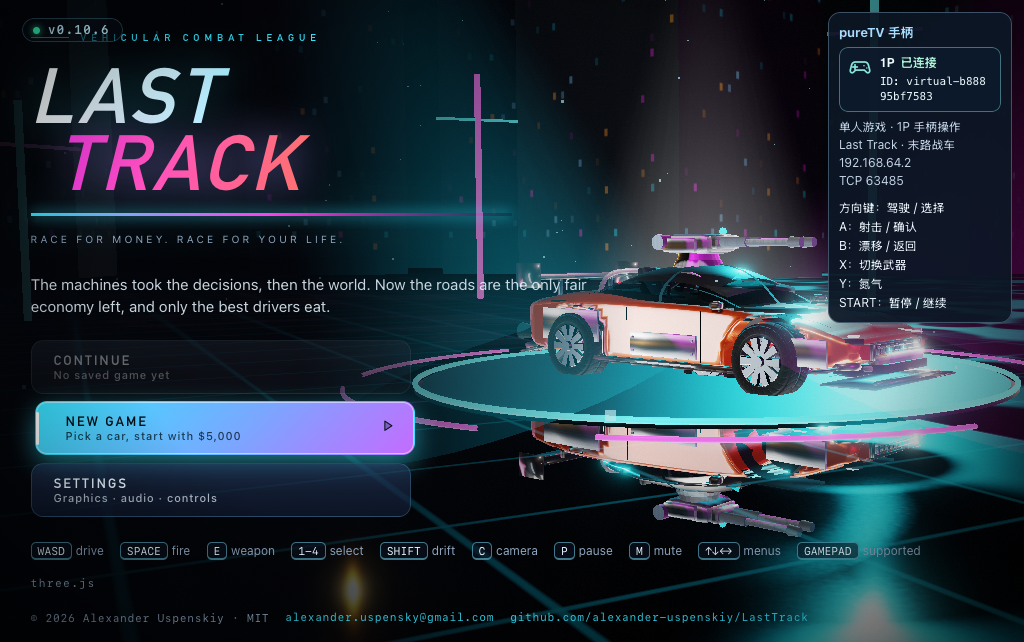 v0.10.6
VEHICULAR COMBAT LEAGUE
LAST
TRACK
RACE FOR MONEY. RACE FOR YOUR LIFE.
The machines took the decisions, then the world. Now the roads are the only fair
economy left, and only the best drivers eat.
CONTINUE
No saved game yet
NEW GAME
Pick a car, start with $5,000
SETTINGS
Graphics · audio · controls
WASD drive SPACE fire E weapon 1–4 select SHIFT drift C camera P pause M mute ↑↓↔ menus GAMEPAD supported
three.js
© 2026 Alexander Uspenskiy · MIT alexander.uspensky@gmail.com github.com/alexander-uspenskiy/LastTrack
pureTV 手柄
1P 已连接
ID: virtual-b888
95bf7583
单人游戏 · 1P 手柄操作
Last Track · 末路战车
192.168.64.2
TCP 63485
方向键: 驾驶 / 选择
A: 射击 / 确认
B: 漂移 / 返回
X: 切换武器
Y: 氮气
START: 暂停 / 继续